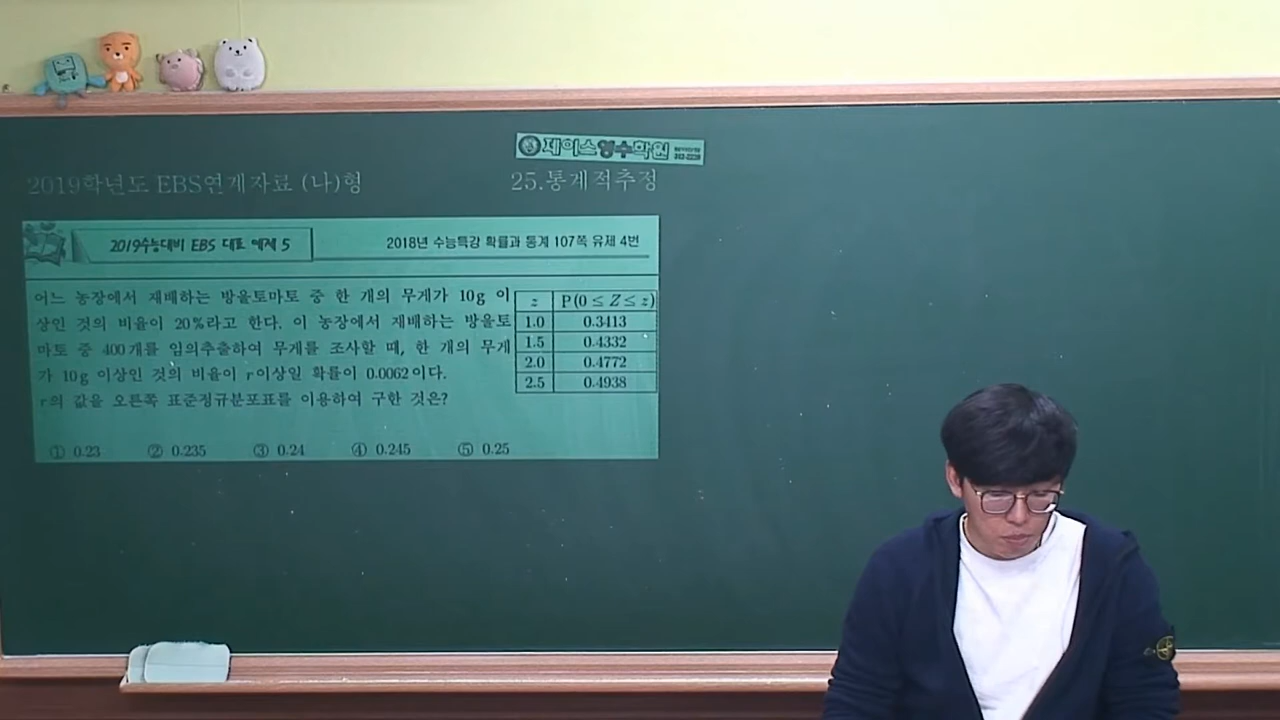 제이스영수학원
2019학년도 EBS연계자료 (나)형
25.통계적추정
2019수능대비 EBS 대표 예제 5
2018년 수능특강 확률과 통계 107쪽 유제 4번
어느 농장에서 재배하는 방울토마토 중 한 개의 무게가 10g 이
상인 것의 비율이 20%라고 한다. 이 농장에서 재배하는 방울토
마토 중 400개를 임의추출하여 무게를 조사할 때, 한 개의 무게
가 10g 이상인 것의 비율이 r이상일 확률이 0.0062이다.
r의 값을 오른쪽 표준정규분포표를 이용하여 구한 것은?
z P(0≤Z≤z)
1.0 0.3413
1.5 0.4332
2.0 0.4772
2.5 0.4938
① 0.23 ② 0.235 ③ 0.24 ④ 0.245 ⑤ 0.25